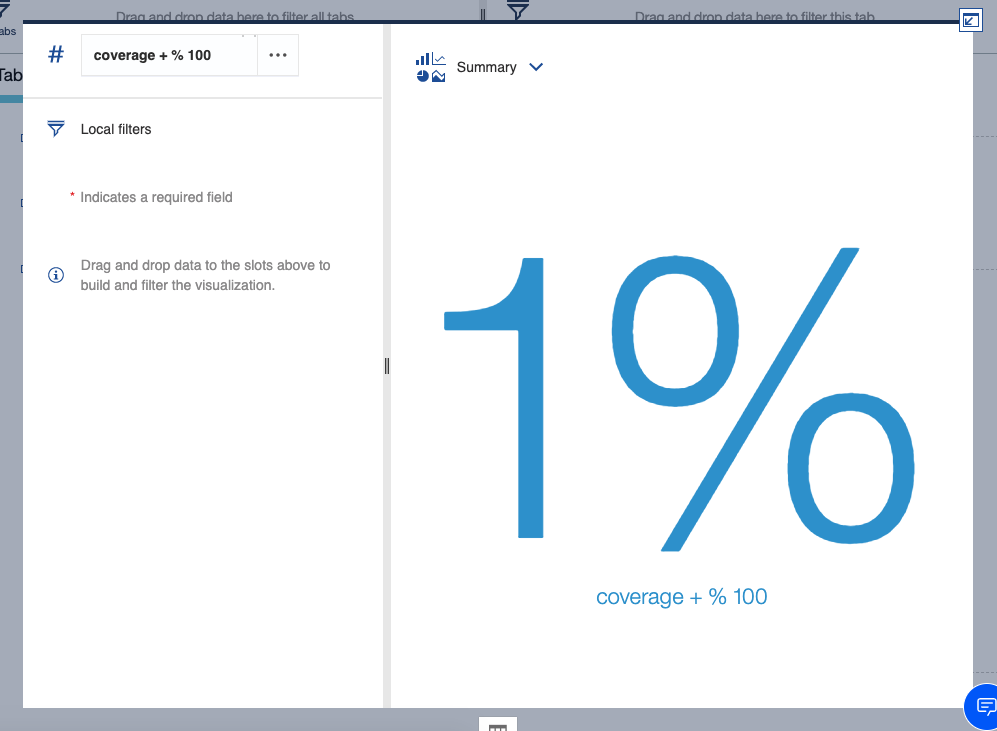 Drag and drop data here to filter all tabs
Drag and drop data here to filter this tab
abs
Tab
# coverage + % 100 ...
Summary
Local filters
* Indicates a required field
Drag and drop data to the slots above to
build and filter the visualization.
1%
coverage + % 100